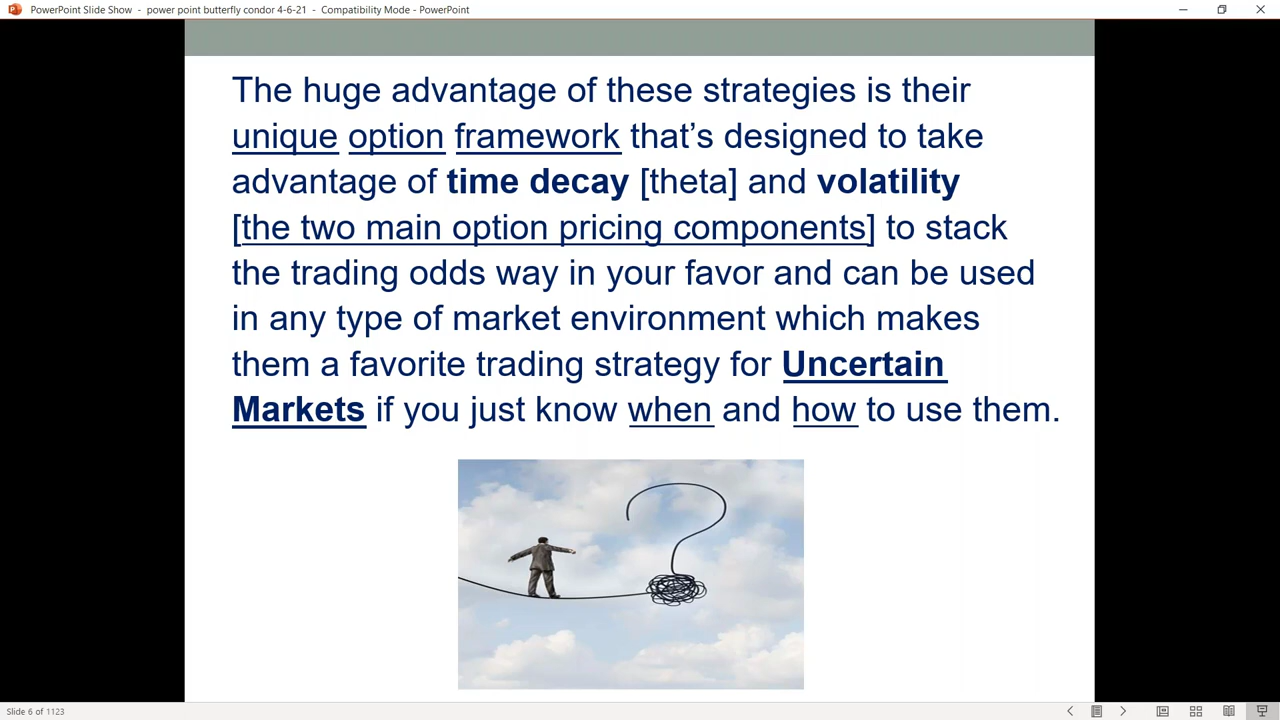 PowerPoint Slide Show - power point butterfly condor 4-6-21 - Compatibility Mode - PowerPoint
The huge advantage of these strategies is their
unique option framework that’s designed to take
advantage of time decay [theta] and volatility
[the two main option pricing components] to stack
the trading odds way in your favor and can be used
in any type of market environment which makes
them a favorite trading strategy for Uncertain
Markets if you just know when and how to use them.
Slide 6 of 1123